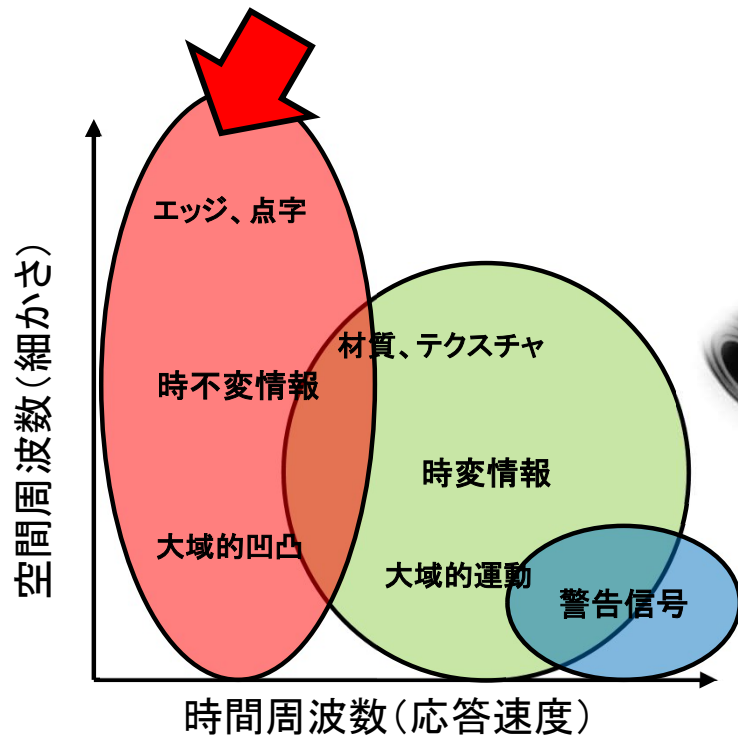 エッジ、点字
材質、テクスチャ
時不変情報
時変情報
大域的凹凸
大域的運動
警告信号
空間周波数(細かさ)
時間周波数(応答速度)